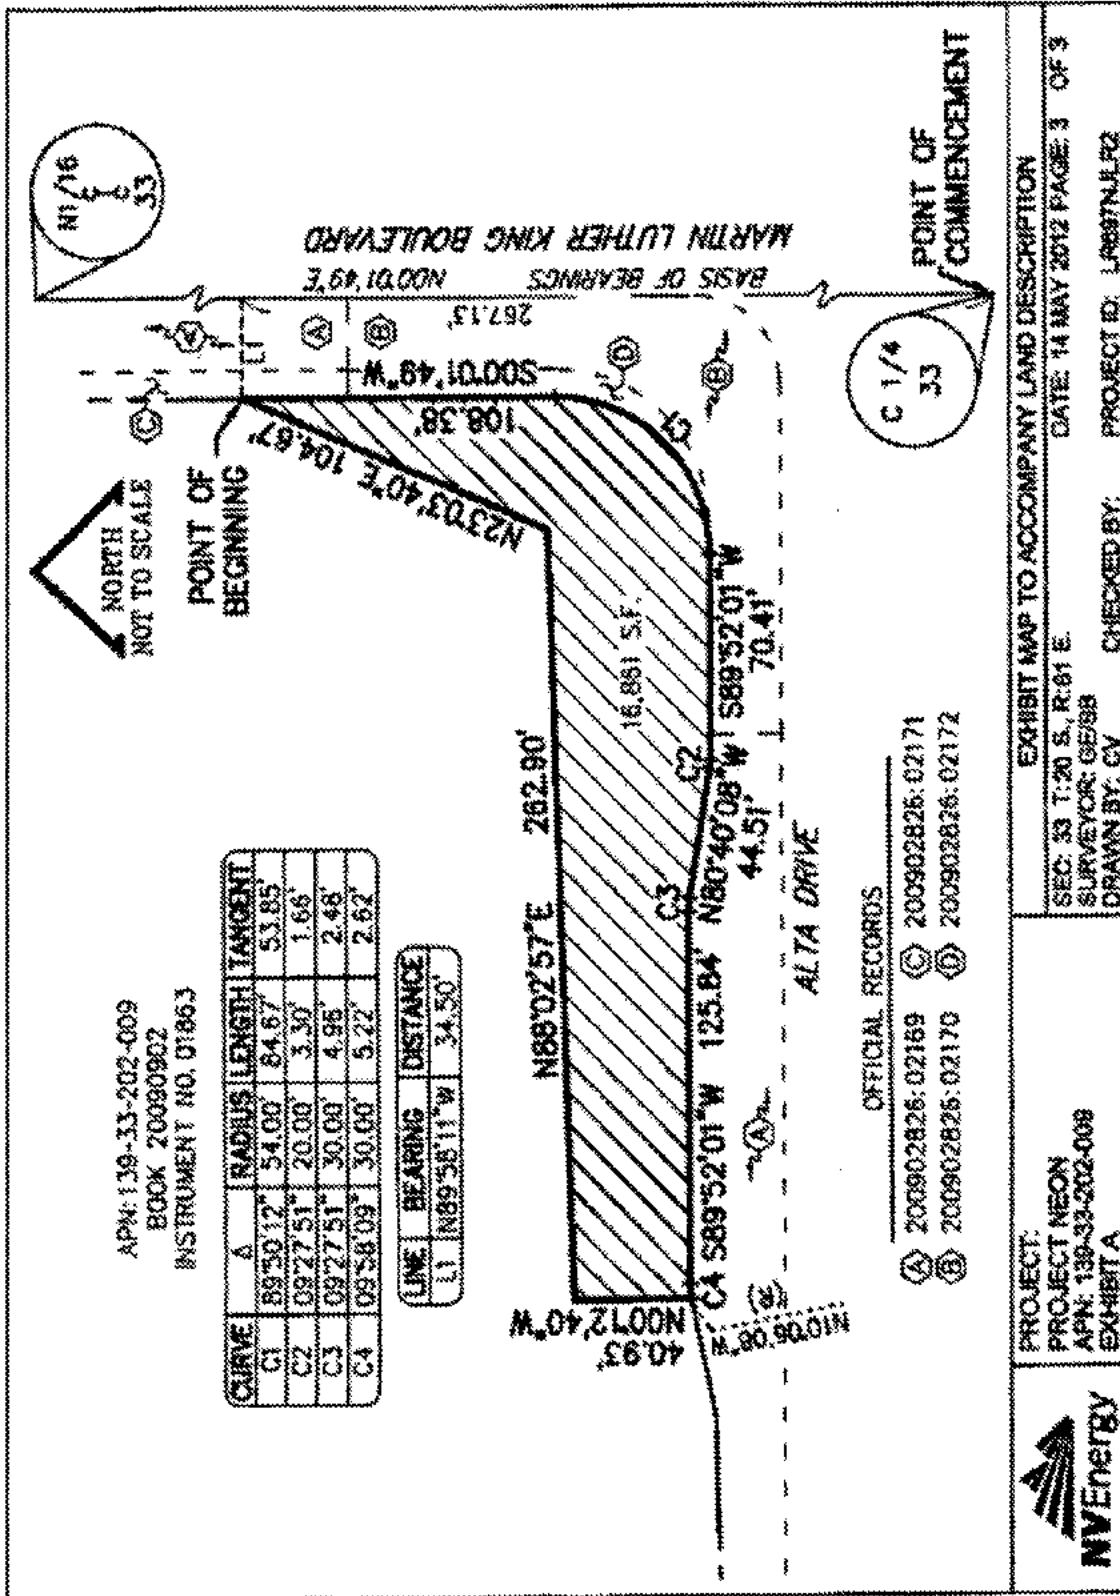 APN: 139-33-202-009
BOOK 20090902
INSTRUMENT NO. 01863
CURVE Δ RADIUS LENGTH TANGENT
C1 89°50'12" 54.00' 84.67' 53.85'
C2 09°27'51" 20.00' 3.30' 1.66'
C3 09°27'51" 30.00' 4.96' 2.48'
C4 09°58'09" 30.00' 5.22' 2.62'
LINE BEARING DISTANCE
L1 N89°58'11"W 34.50'
NORTH
NOT TO SCALE
POINT OF
BEGINNING
N1/16
C C
33
C
A
L1
A
B
MARTIN LUTHER KING BOULEVARD
BASIS OF BEARINGS N00°01'49"E
267.13'
S00°01'49"W
108.38'
N23°03'40"E 104.67'
D
B
C1
N88°02'57"E 262.90'
16,881 S.F.
N00°12'40"W
40.93'
C4 S89°52'01"W 125.84'
C3
N80°40'08"W
44.51'
C2
S89°52'01"W
70.41'
N10°06'08"W
(R)
A
ALTA DRIVE
C 1/4
33
POINT OF
COMMENCEMENT
OFFICIAL RECORDS
A 200902826:02169 C 200902826:02171
B 200902826:02170 D 200902826:02172
NVEnergy
PROJECT:
PROJECT NEON
APN: 139-33-202-009
EXHIBIT A
EXHIBIT MAP TO ACCOMPANY LAND DESCRIPTION
SEC: 33 T:20 S., R:61 E. DATE: 14 MAY 2012 PAGE: 3 OF 3
SURVEYOR:
DRAWN BY: CV CHECKED BY: PROJECT ID: